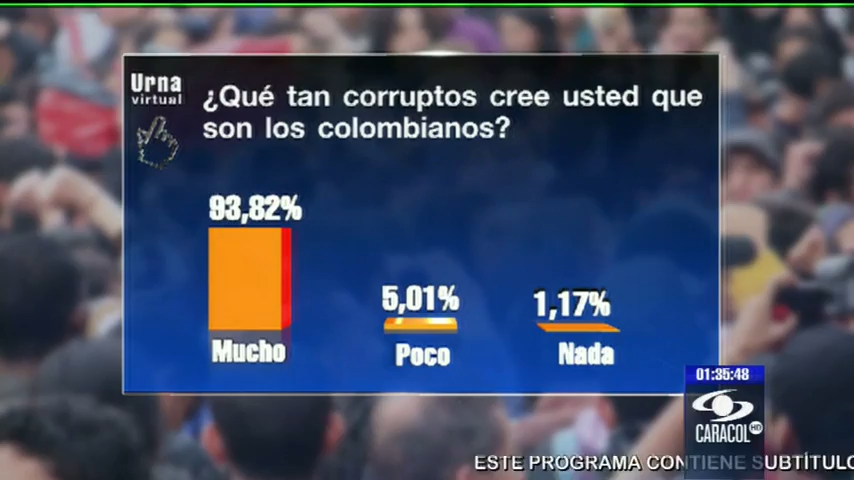 Urna
virtual
¿Qué tan corruptos cree usted que
son los colombianos?
93,82%
5,01%
1,17%
Mucho
Poco
Nada
01:35:48
CARACOL HD
ESTE PROGRAMA CONTIENE SUBTÍTULO